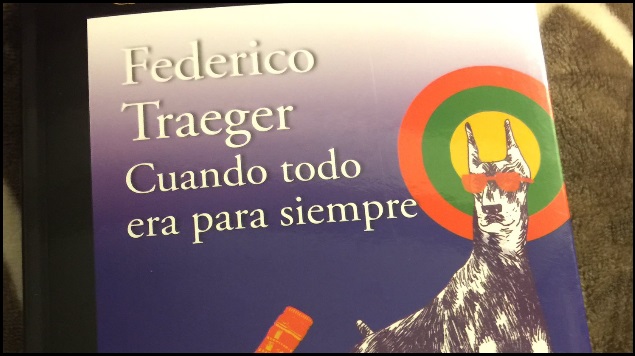 Federico
Traeger
Cuando todo
era para siempre